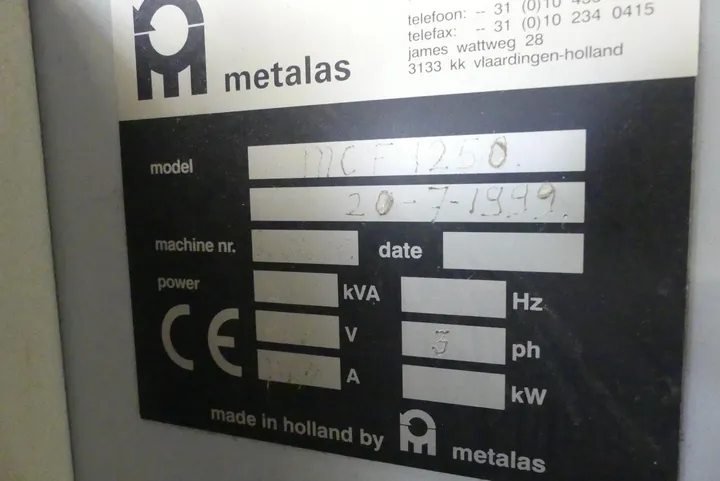 telefoon: -- 31 (0)10
telefax: -- 31 (0)10 234 0415
james wattweg 28
3133 kk vlaardingen-holland
metalas
model MCF 1250
20-7-1999
machine nr. date
power kVA Hz
CE V 3 ph
A kW
made in holland by metalas